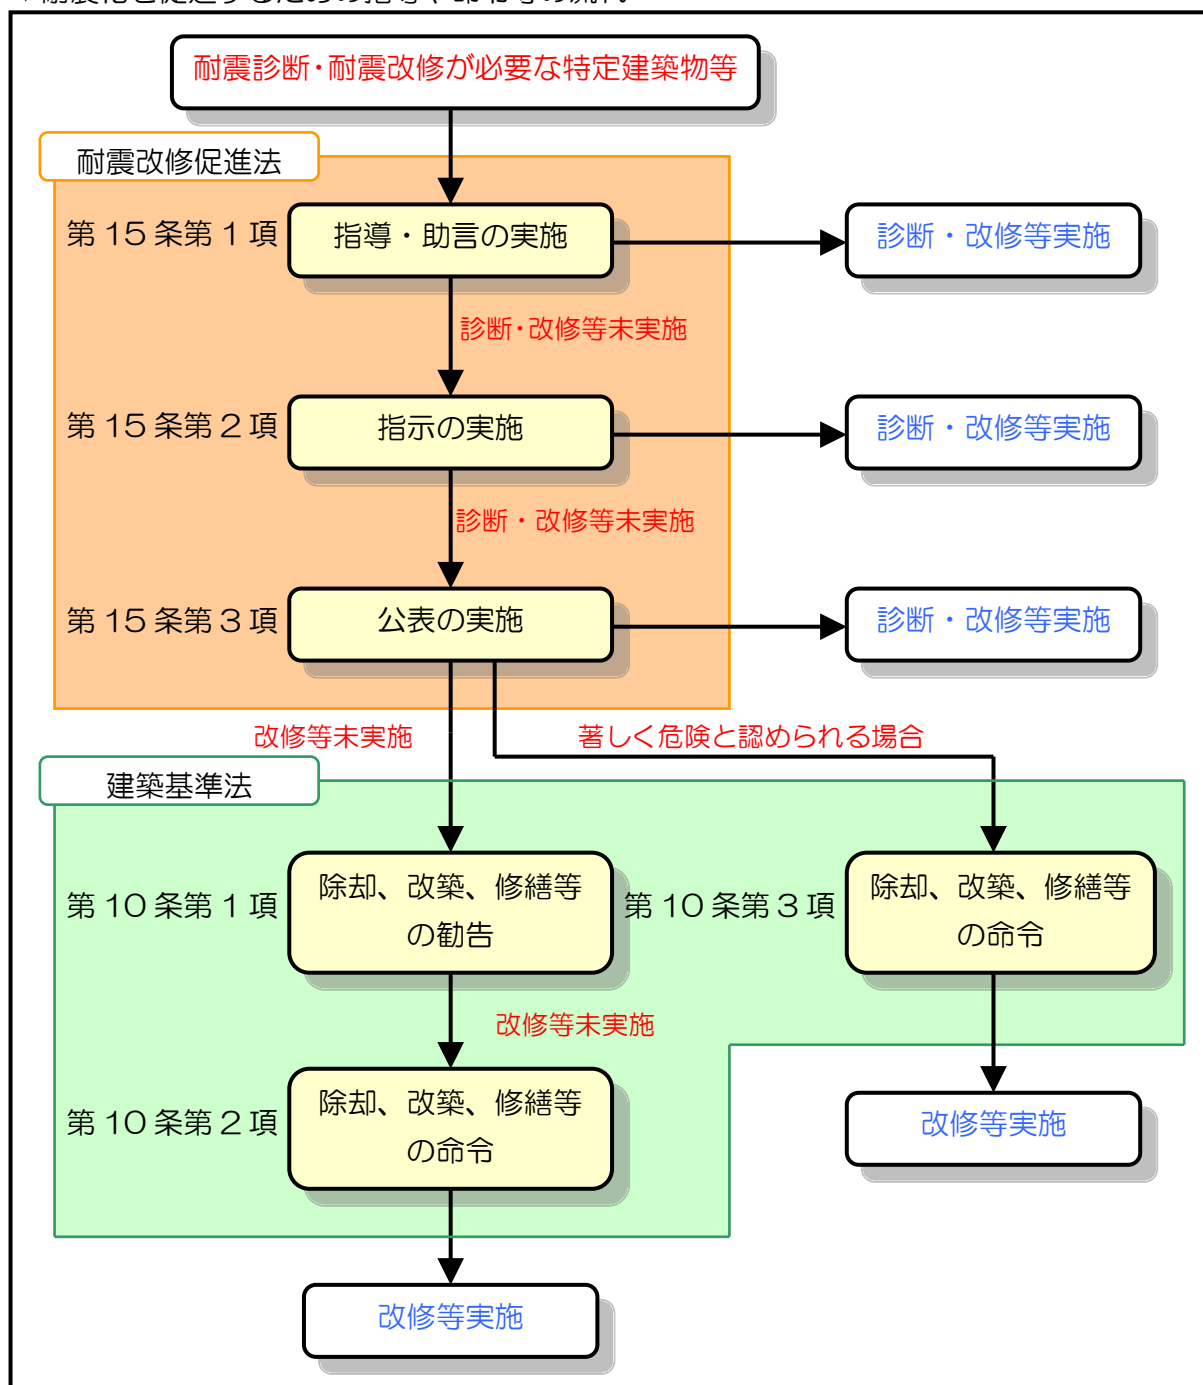 耐震診断・耐震改修が必要な特定建築物等
耐震改修促進法
第15条第1項
指導・助言の実施
診断・改修等実施
診断・改修等未実施
第15条第2項
指示の実施
診断・改修等実施
診断・改修等未実施
第15条第3項
公表の実施
診断・改修等実施
改修等未実施
著しく危険と認められる場合
建築基準法
第10条第1項
除却、改築、修繕等
の勧告
第10条第3項
除却、改築、修繕等
の命令
改修等未実施
第10条第2項
除却、改築、修繕等
の命令
改修等実施
改修等実施